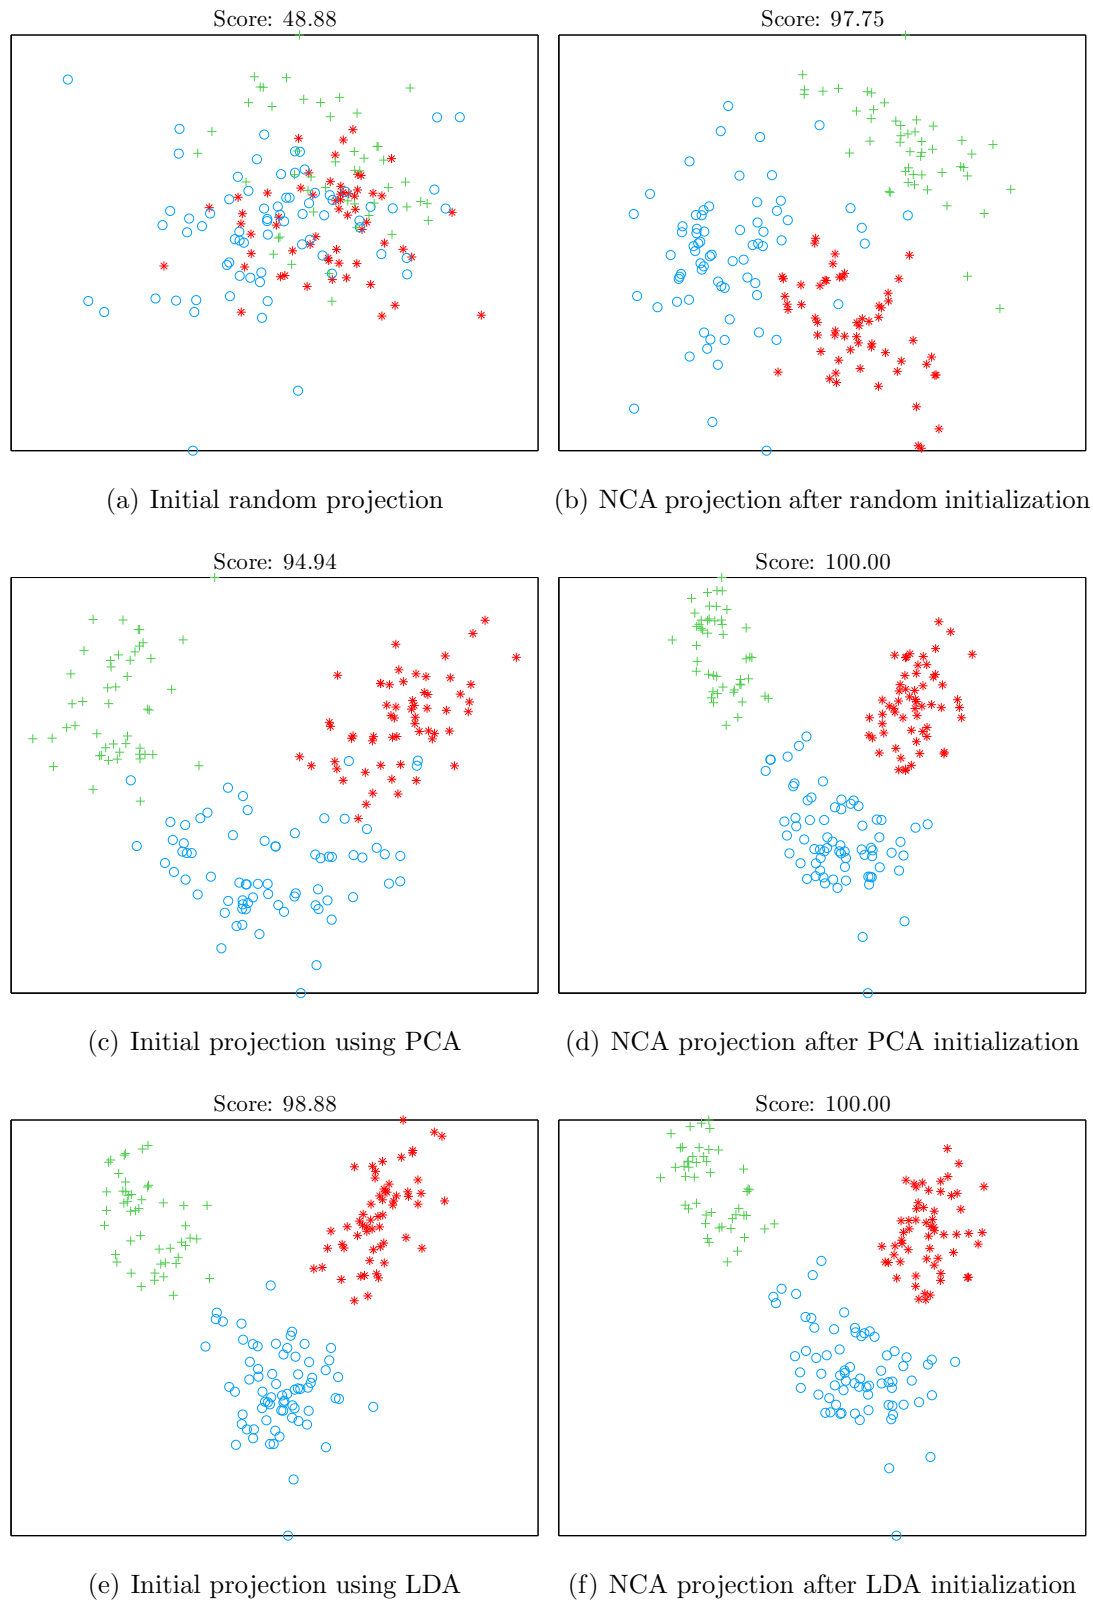 Score: 48.88
Score: 97.75
(a) Initial random projection
(b) NCA projection after random initialization
Score: 94.94
Score: 100.00
(c) Initial projection using PCA
(d) NCA projection after PCA initialization
Score: 98.88
Score: 100.00
(e) Initial projection using LDA
(f) NCA projection after LDA initialization